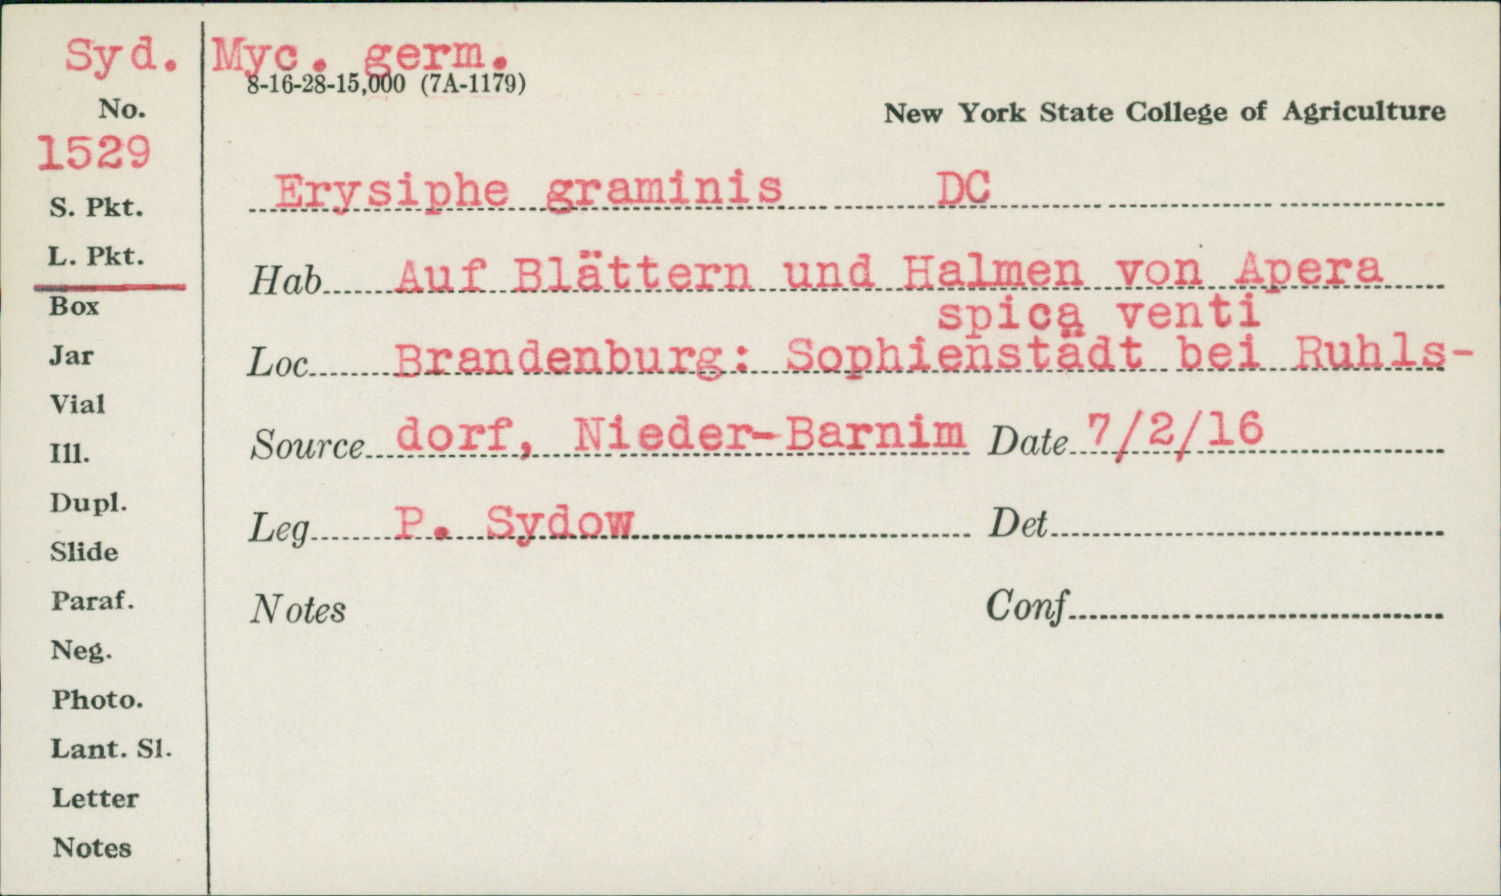 Syd. Myc. germ.
8-16-28-15,000 (7A-1179)
No.
New York State College of Agriculture
1529
Erysiphe graminis DC
S. Pkt.
L. Pkt.
Hab Auf Blättern und Halmen von Apera
spica venti
Box
Jar
Loc Brandenburg: Sophienstädt bei Ruhls-
Vial
Source dorf, Nieder-Barnim Date 7/2/16
Ill.
Dupl.
Leg P. Sydow Det
Slide
Paraf.
Notes Conf
Neg.
Photo.
Lant. Sl.
Letter
Notes